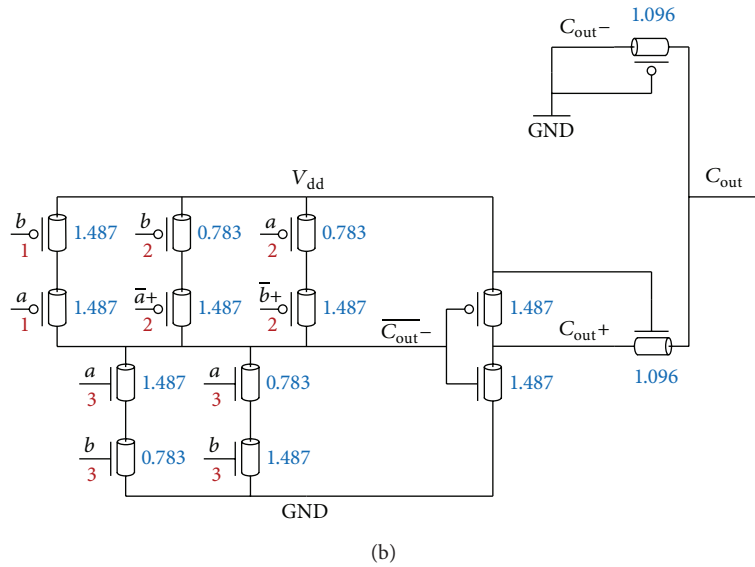 C_out−
1.096
GND
V_dd
C_out
b
1
1.487
b
2
0.783
a
2
0.783
a
1
1.487
a̅+
2
1.487
b̅+
2
1.487
C̅_̅o̅u̅t̅−
1.487
C_out+
1.096
a
3
1.487
a
3
0.783
1.487
b
3
0.783
b
3
1.487
GND
(b)